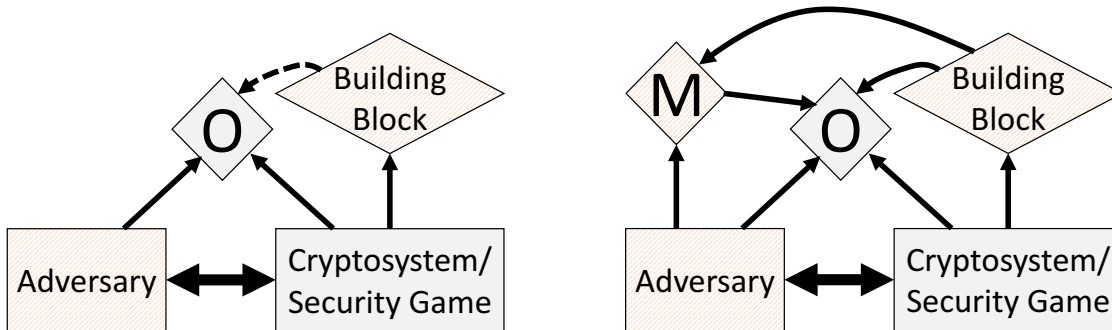 Building
Block
O
Adversary
Cryptosystem/
Security Game
M
Building
Block
O
Adversary
Cryptosystem/
Security Game